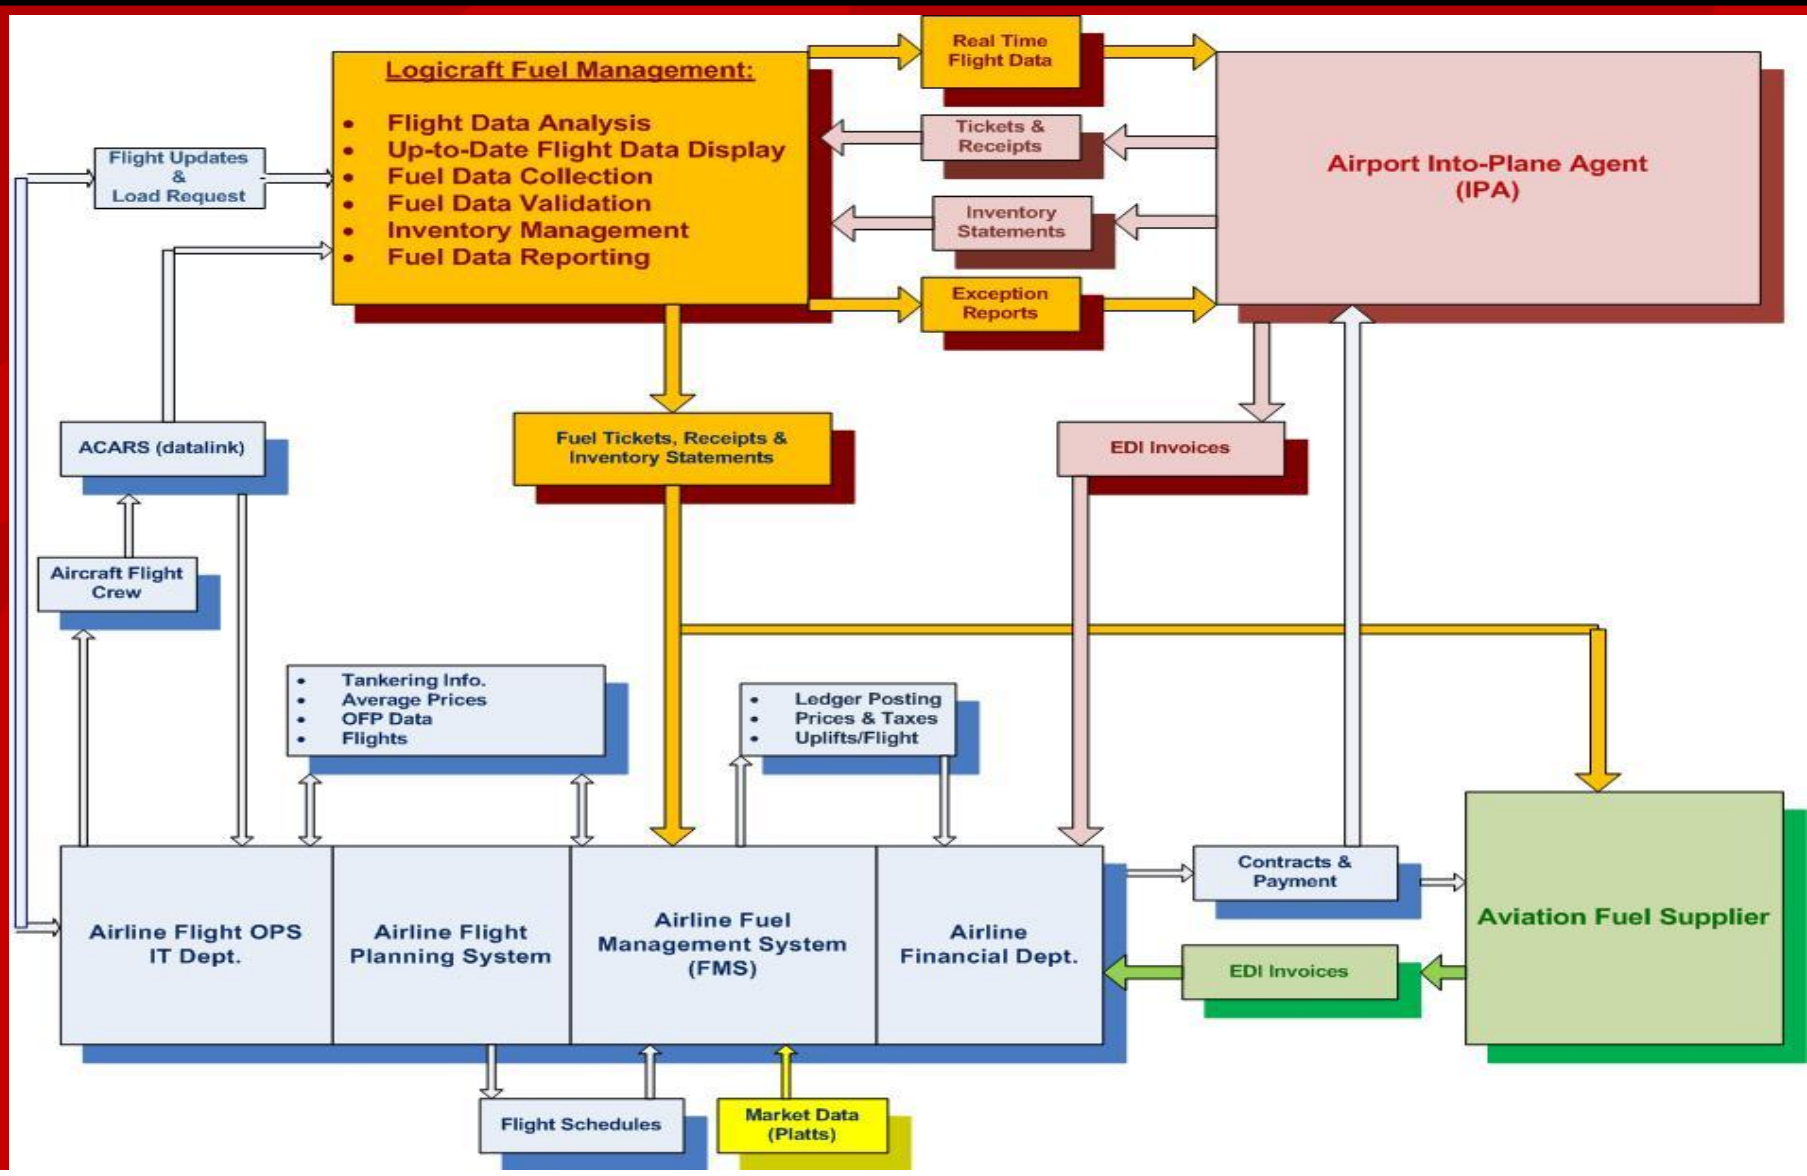 Real Time
Flight Data
Logicraft Fuel Management:
• Flight Data Analysis
• Up-to-Date Flight Data Display
• Fuel Data Collection
• Fuel Data Validation
• Inventory Management
• Fuel Data Reporting
Tickets &
Receipts
Airport Into-Plane Agent
(IPA)
Flight Updates
&
Load Request
Inventory
Statements
Exception
Reports
ACARS (datalink)
Fuel Tickets, Receipts &
Inventory Statements
EDI Invoices
Aircraft Flight
Crew
• Tankering Info.
• Average Prices
• OFP Data
• Flights
• Ledger Posting
• Prices & Taxes
• Uplifts/Flight
Airline Flight OPS
IT Dept.
Airline Flight
Planning System
Airline Fuel
Management System
(FMS)
Airline
Financial Dept.
Contracts &
Payment
Aviation Fuel Supplier
EDI Invoices
Flight Schedules
Market Data
(Platts)